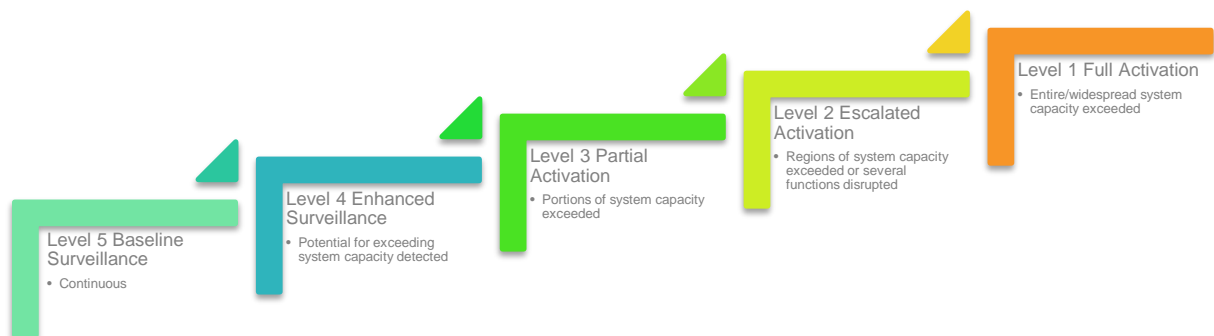 Level 5 Baseline
Surveillance
• Continuous
Level 4 Enhanced
Surveillance
• Potential for exceeding
system capacity detected
Level 3 Partial
Activation
• Portions of system capacity
exceeded
Level 2 Escalated
Activation
• Regions of system capacity
exceeded or several
functions disrupted
Level 1 Full Activation
• Entire/widespread system
capacity exceeded